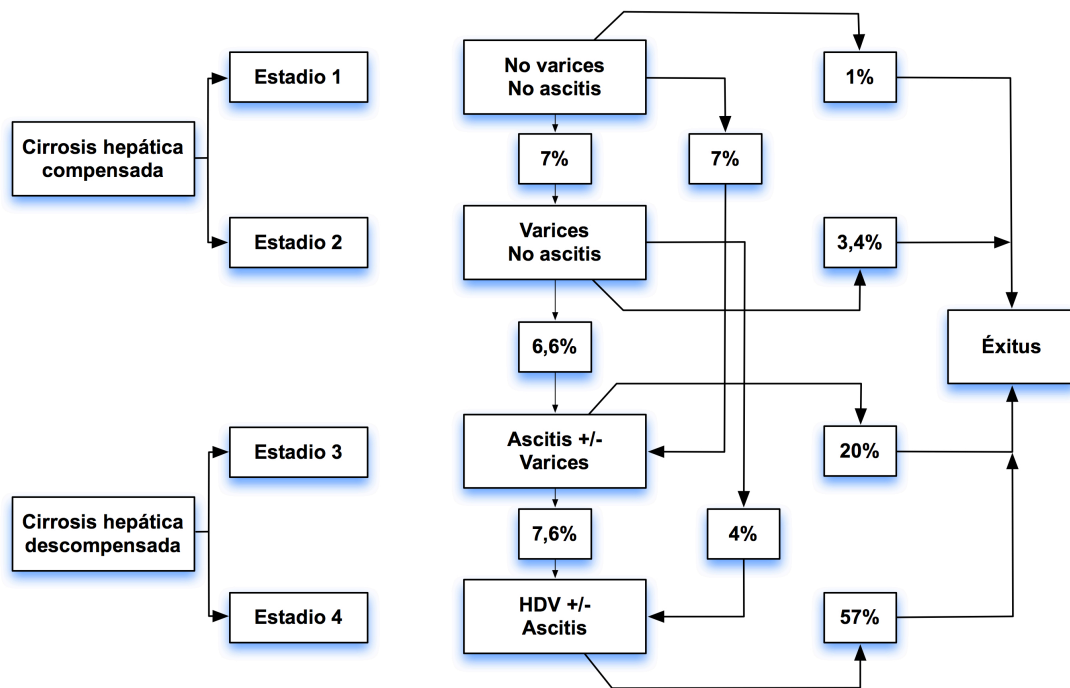 Estadio 1
No varices
No ascitis
1%
Cirrosis hepática
compensada
7%
7%
Estadio 2
Varices
No ascitis
3,4%
6,6%
Éxitus
Estadio 3
Ascitis +/-
Varices
20%
Cirrosis hepática
descompensada
7,6%
4%
Estadio 4
HDV +/-
Ascitis
57%